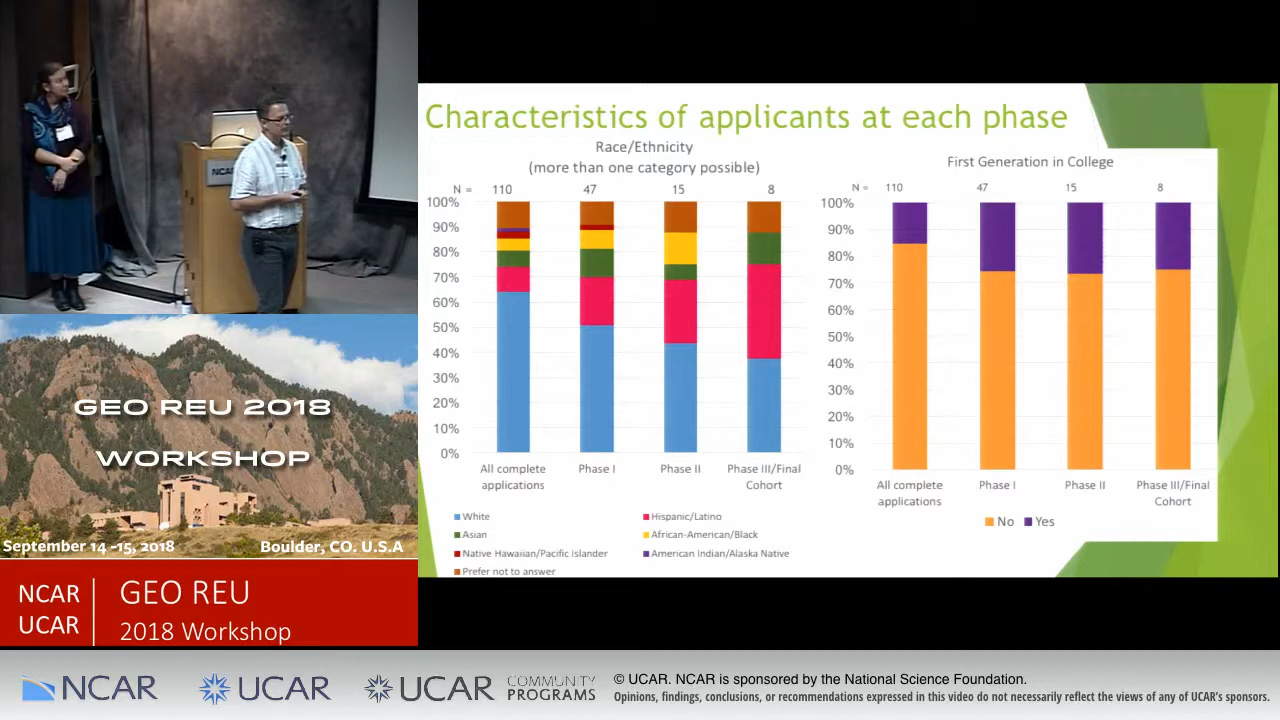 NCAR
GEO REU 2018
WORKSHOP
September 14 -15, 2018
Boulder, CO. U.S.A
NCAR
UCAR
GEO REU
2018 Workshop
Characteristics of applicants at each phase
Race/Ethnicity
(more than one category possible)
N = 110 47 15 8
100%
90%
80%
70%
60%
50%
40%
30%
20%
10%
0%
All complete applications
Phase I
Phase II
Phase III/Final Cohort
White
Hispanic/Latino
Asian
African-American/Black
Native Hawaiian/Pacific Islander
American Indian/Alaska Native
Prefer not to answer
First Generation in College
N = 110 47 15 8
100%
90%
80%
70%
60%
50%
40%
30%
20%
10%
0%
All complete applications
Phase I
Phase II
Phase III/Final Cohort
No Yes
NCAR
UCAR
UCAR
COMMUNITY
PROGRAMS
© UCAR. NCAR is sponsored by the National Science Foundation.
Opinions, findings, conclusions, or recommendations expressed in this video do not necessarily reflect the views of any of UCAR's sponsors.